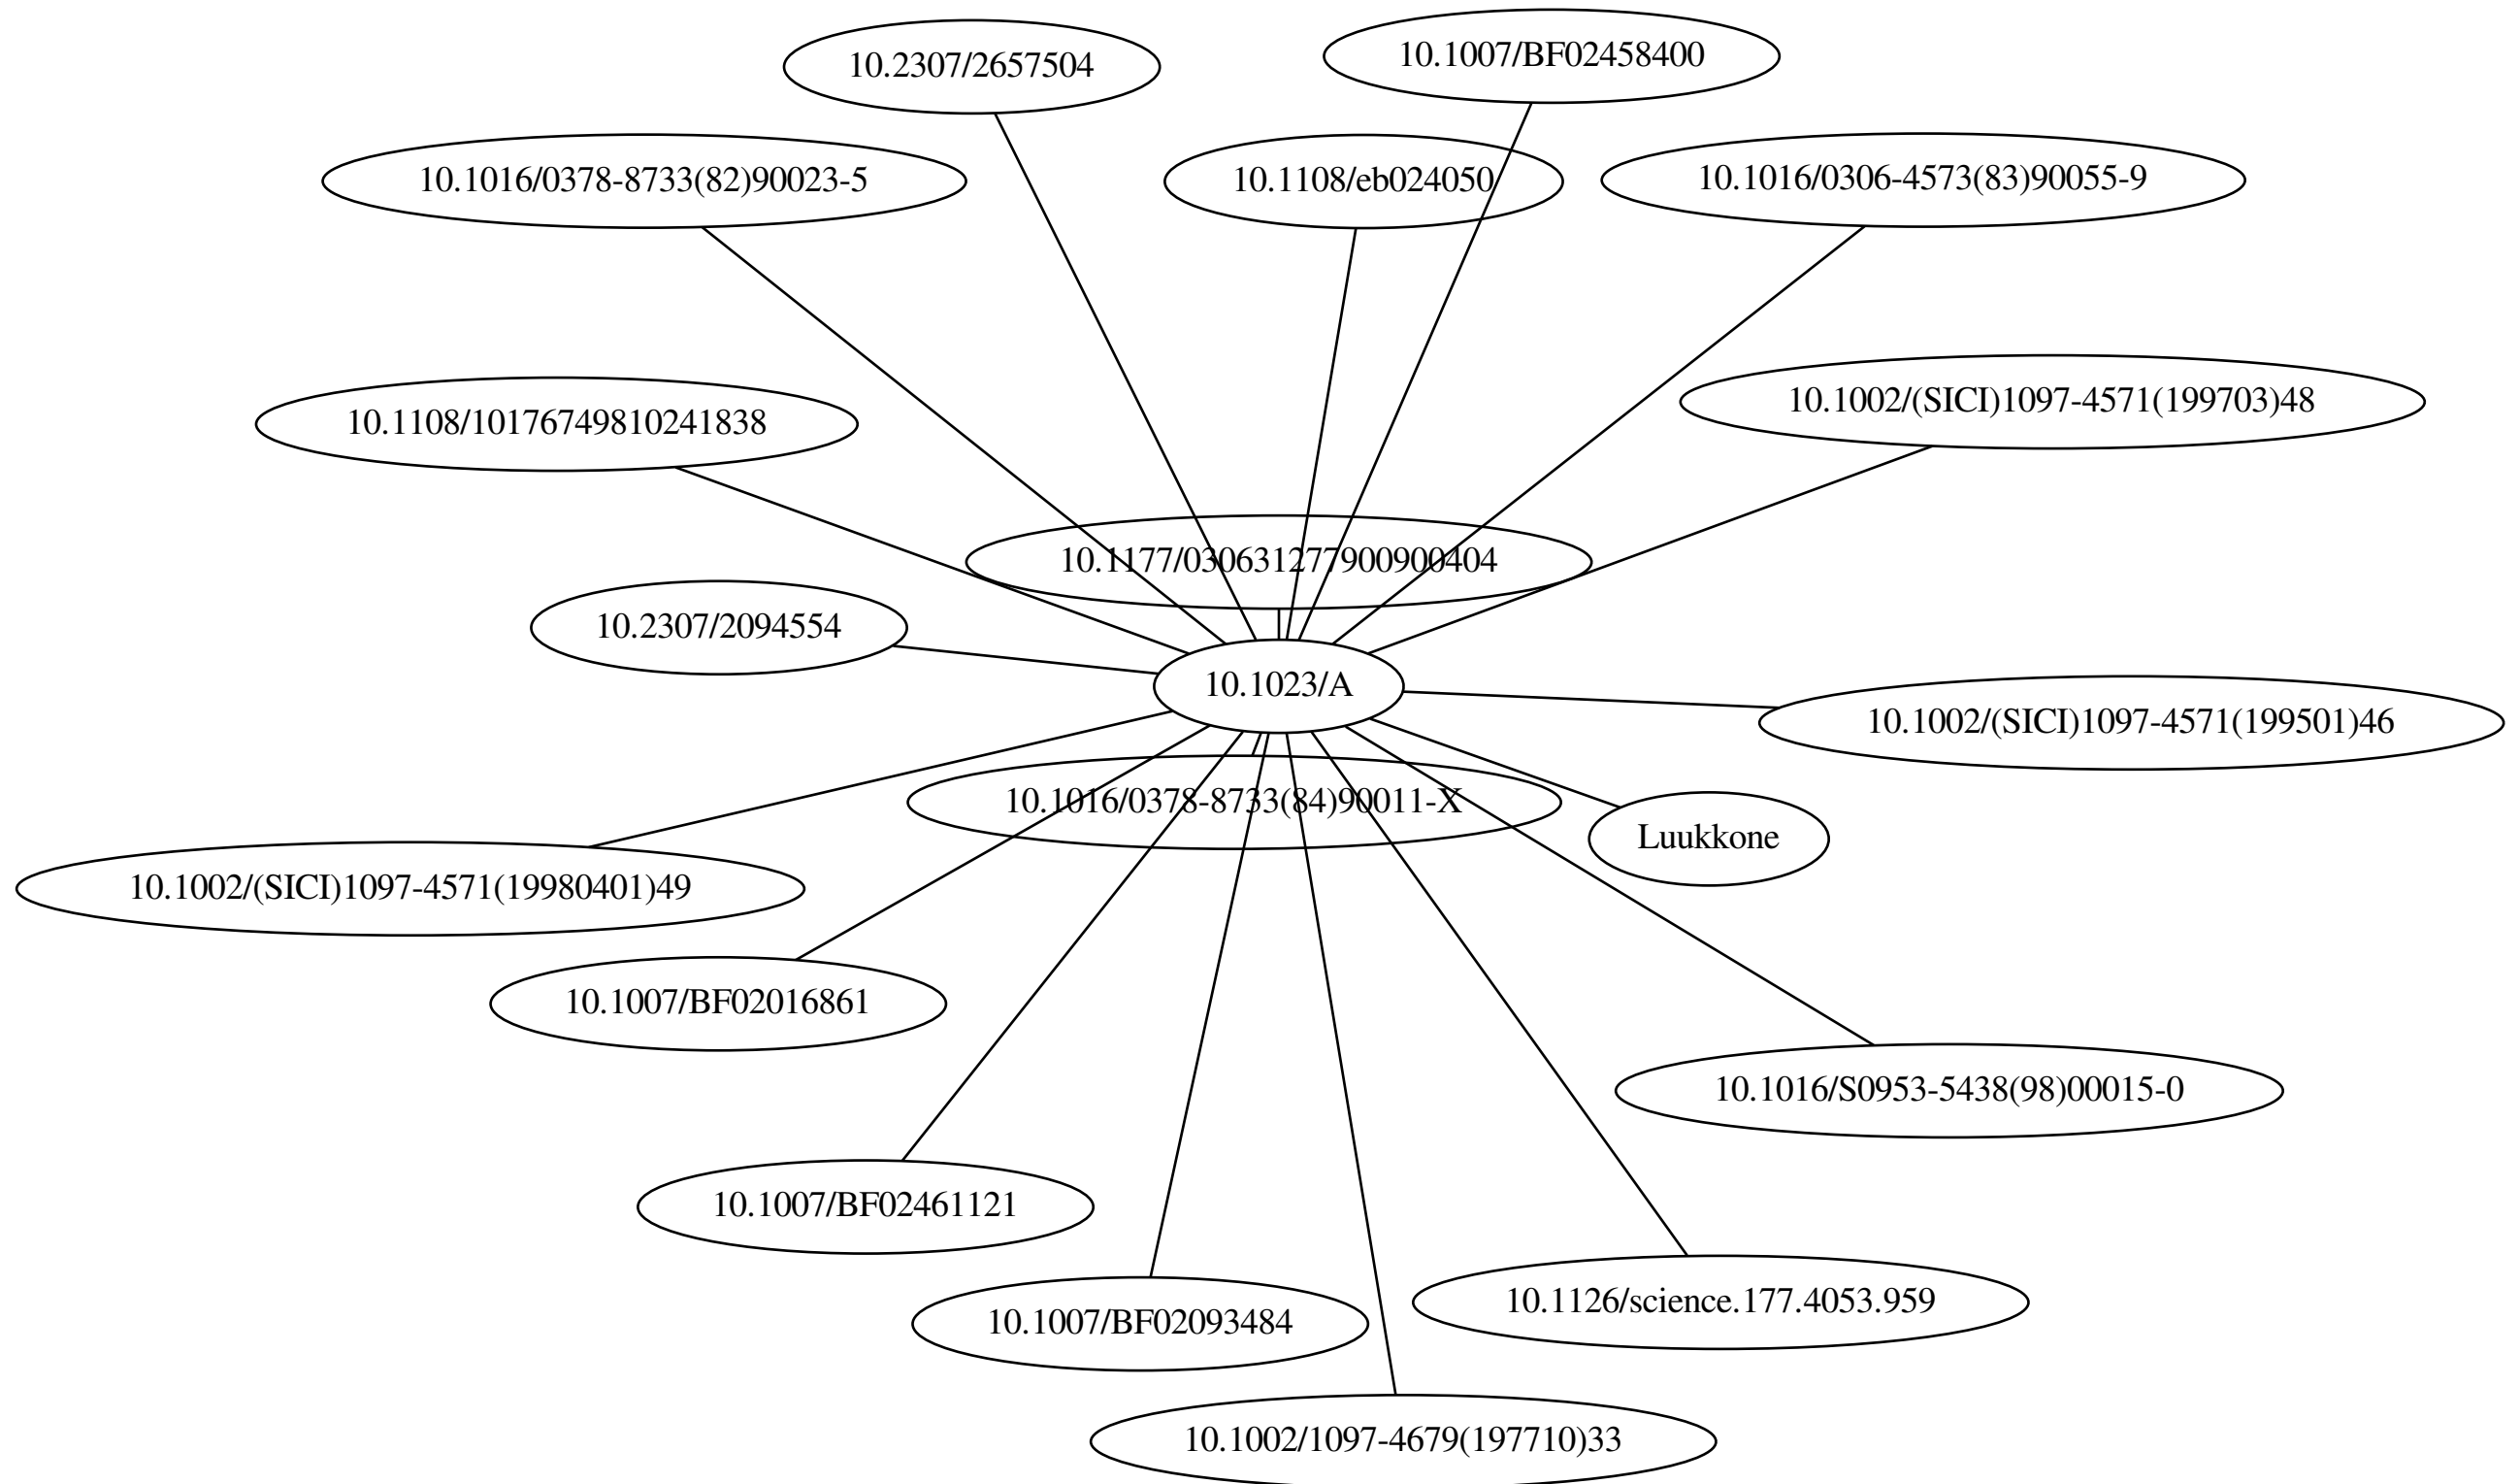 10.1007/BF02458400
10.2307/2657504
10.1016/0378-8733(82)90023-5
10.1108/eb024050
10.1016/0306-4573(83)90055-9
10.1002/(SICI)1097-4571(199703)48
10.1108/10176749810241838
10.1177/030631277900900404
10.2307/2094554
10.1023/A
10.1002/(SICI)1097-4571(199501)46
10.1016/0378-8733(84)90011-X
Luukkone
10.1002/(SICI)1097-4571(19980401)49
10.1007/BF02016861
10.1016/S0953-5438(98)00015-0
10.1007/BF02461121
10.1126/science.177.4053.959
10.1007/BF02093484
10.1002/1097-4679(197710)33